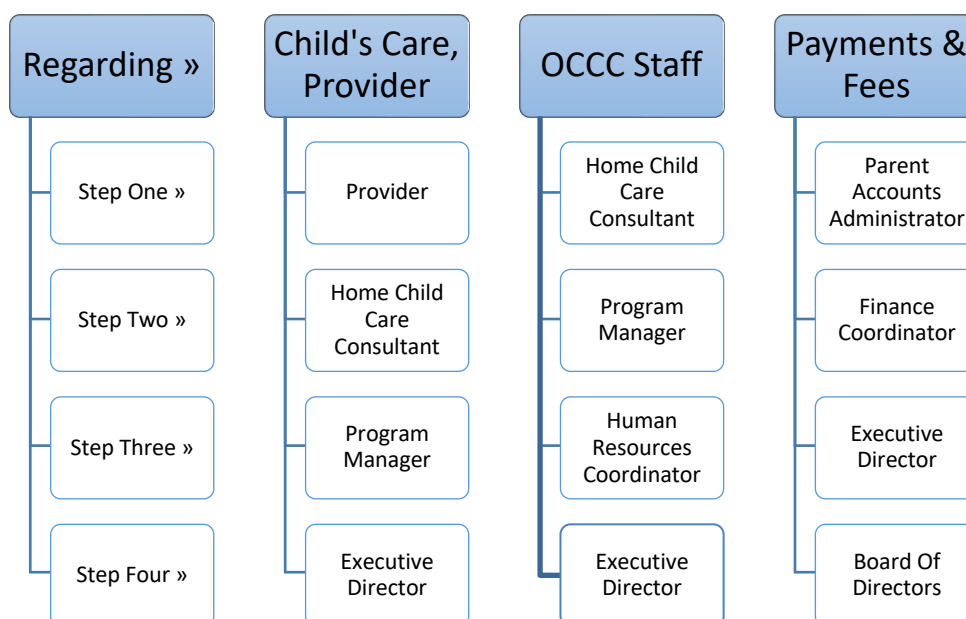 Regarding »
Child's Care,
Provider
OCCC Staff
Payments &
Fees
Step One »
Provider
Home Child
Care
Consultant
Parent
Accounts
Administrator
Step Two »
Home Child
Care
Consultant
Program
Manager
Finance
Coordinator
Step Three »
Program
Manager
Human
Resources
Coordinator
Executive
Director
Step Four »
Executive
Director
Executive
Director
Board Of
Directors